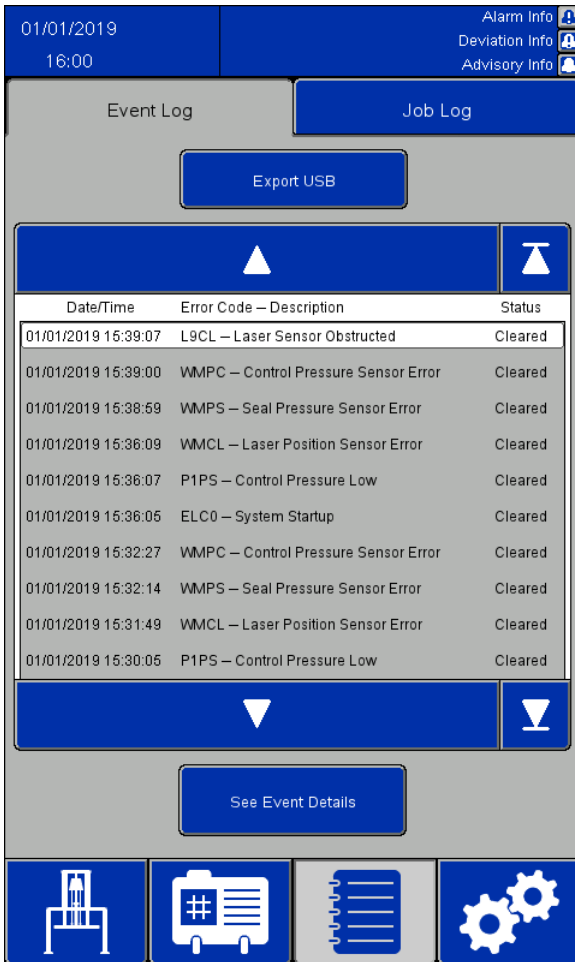 01/01/2019
16:00
Alarm Info
Deviation Info
Advisory Info
Event Log
Job Log
Export USB
Date/Time Error Code – Description Status
01/01/2019 15:39:07 L9CL – Laser Sensor Obstructed Cleared
01/01/2019 15:39:00 WMPC – Control Pressure Sensor Error Cleared
01/01/2019 15:38:59 WMPS – Seal Pressure Sensor Error Cleared
01/01/2019 15:36:09 WMCL – Laser Position Sensor Error Cleared
01/01/2019 15:36:07 P1PS – Control Pressure Low Cleared
01/01/2019 15:36:05 ELC0 – System Startup Cleared
01/01/2019 15:32:27 WMPC – Control Pressure Sensor Error Cleared
01/01/2019 15:32:14 WMPS – Seal Pressure Sensor Error Cleared
01/01/2019 15:31:49 WMCL – Laser Position Sensor Error Cleared
01/01/2019 15:30:05 P1PS – Control Pressure Low Cleared
See Event Details